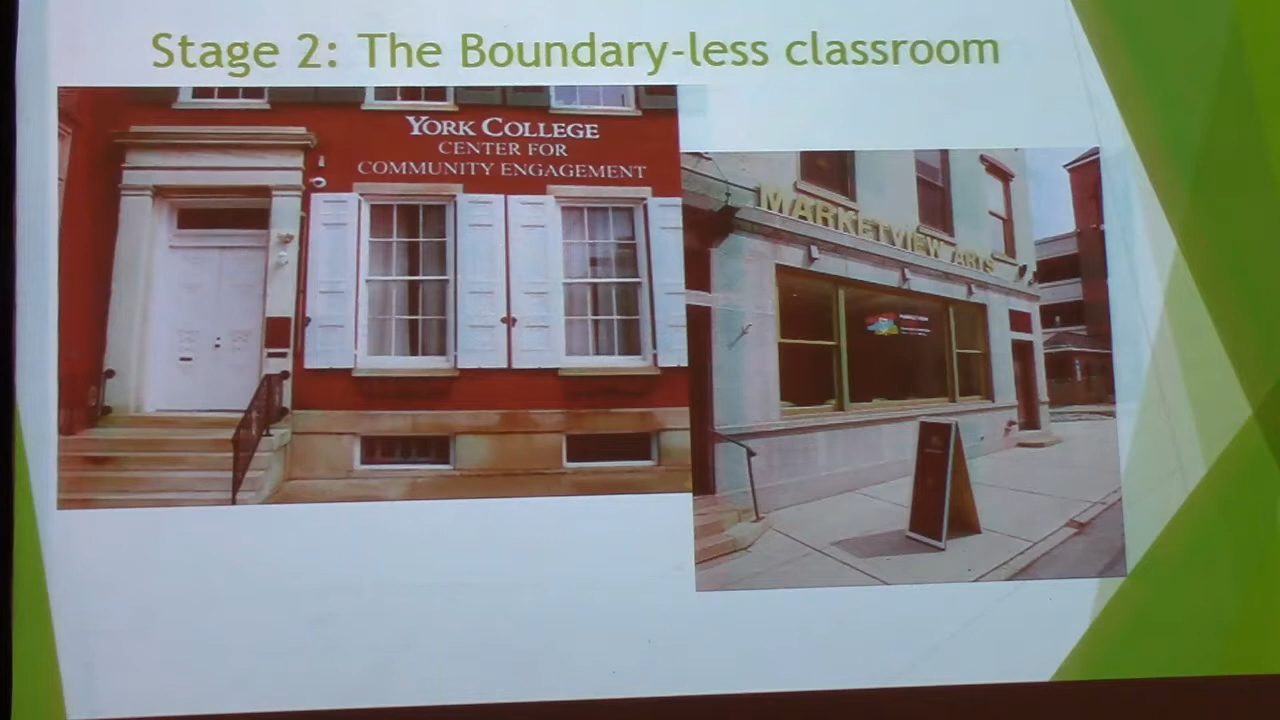 Stage 2: The Boundary-less classroom
YORK COLLEGE
CENTER FOR
COMMUNITY ENGAGEMENT
MARKETVIEW ARTS